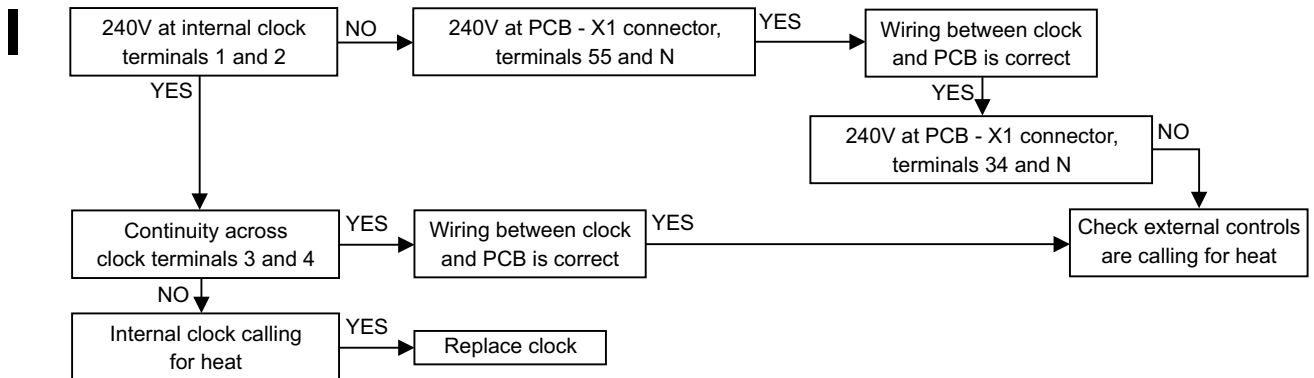 I
240V at internal clock
terminals 1 and 2
NO
240V at PCB - X1 connector,
terminals 55 and N
YES
Wiring between clock
and PCB is correct
YES
YES
240V at PCB - X1 connector,
terminals 34 and N
NO
Continuity across
clock terminals 3 and 4
YES
Wiring between clock
and PCB is correct
YES
Check external controls
are calling for heat
NO
Internal clock calling
for heat
YES
Replace clock